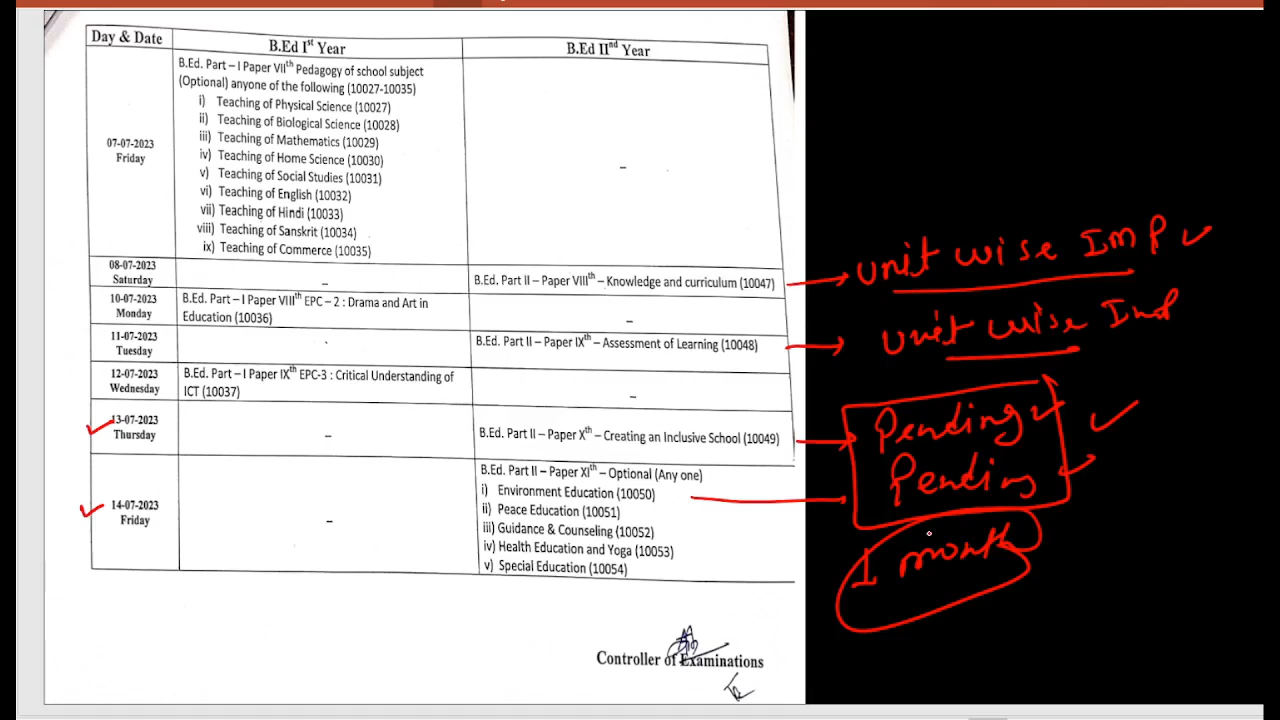 Day & Date B.Ed Ist Year B.Ed IInd Year
07-07-2023
Friday
B.Ed. Part – I Paper VIIth Pedagogy of school subject
(Optional) anyone of the following (10027-10035)
i) Teaching of Physical Science (10027)
ii) Teaching of Biological Science (10028)
iii) Teaching of Mathematics (10029)
iv) Teaching of Home Science (10030)
v) Teaching of Social Studies (10031)
vi) Teaching of English (10032)
vii) Teaching of Hindi (10033)
viii) Teaching of Sanskrit (10034)
ix) Teaching of Commerce (10035)
–
08-07-2023
Saturday
–
B.Ed. Part II – Paper VIIIth – Knowledge and curriculum (10047)
unit wise IMP
10-07-2023
Monday
B.Ed. Part – I Paper VIIIth EPC – 2 : Drama and Art in
Education (10036)
–
11-07-2023
Tuesday
B.Ed. Part II – Paper IXth – Assessment of Learning (10048)
unit wise Imp
12-07-2023
Wednesday
B.Ed. Part – I Paper IXth EPC-3 : Critical Understanding of
ICT (10037)
–
13-07-2023
Thursday
–
B.Ed. Part II – Paper Xth – Creating an Inclusive School (10049)
Pending
14-07-2023
Friday
–
B.Ed. Part II – Paper XIth – Optional (Any one)
i) Environment Education (10050)
ii) Peace Education (10051)
iii) Guidance & Counseling (10052)
iv) Health Education and Yoga (10053)
v) Special Education (10054)
Pending
1 month
Controller of Examinations